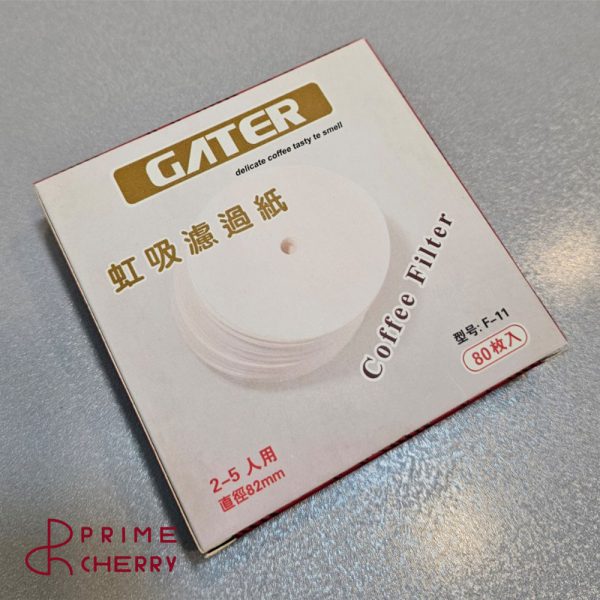 GATER
delicate coffee tasty te smell
虹吸濾過紙
Coffee Filter
型号: F-11
80枚入
2-5 人用
直徑82mm
PRIME
CHERRY